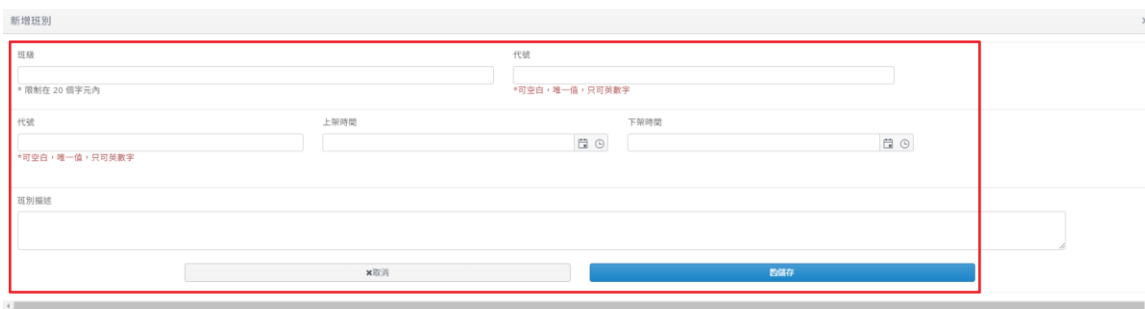 新增班別
班級
代號
* 限制在 20 個字元內
*可空白，唯一值，只可英數字
代號
上架時間
下架時間
*可空白，唯一值，只可英數字
班別描述
✖取消
儲存